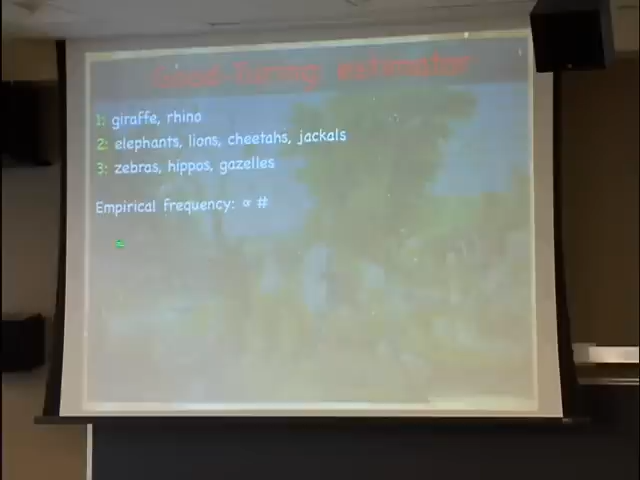 Good-Turing estimator
1: giraffe, rhino
2: elephants, lions, cheetahs, jackals
3: zebras, hippos, gazelles
Empirical frequency: ∝ #